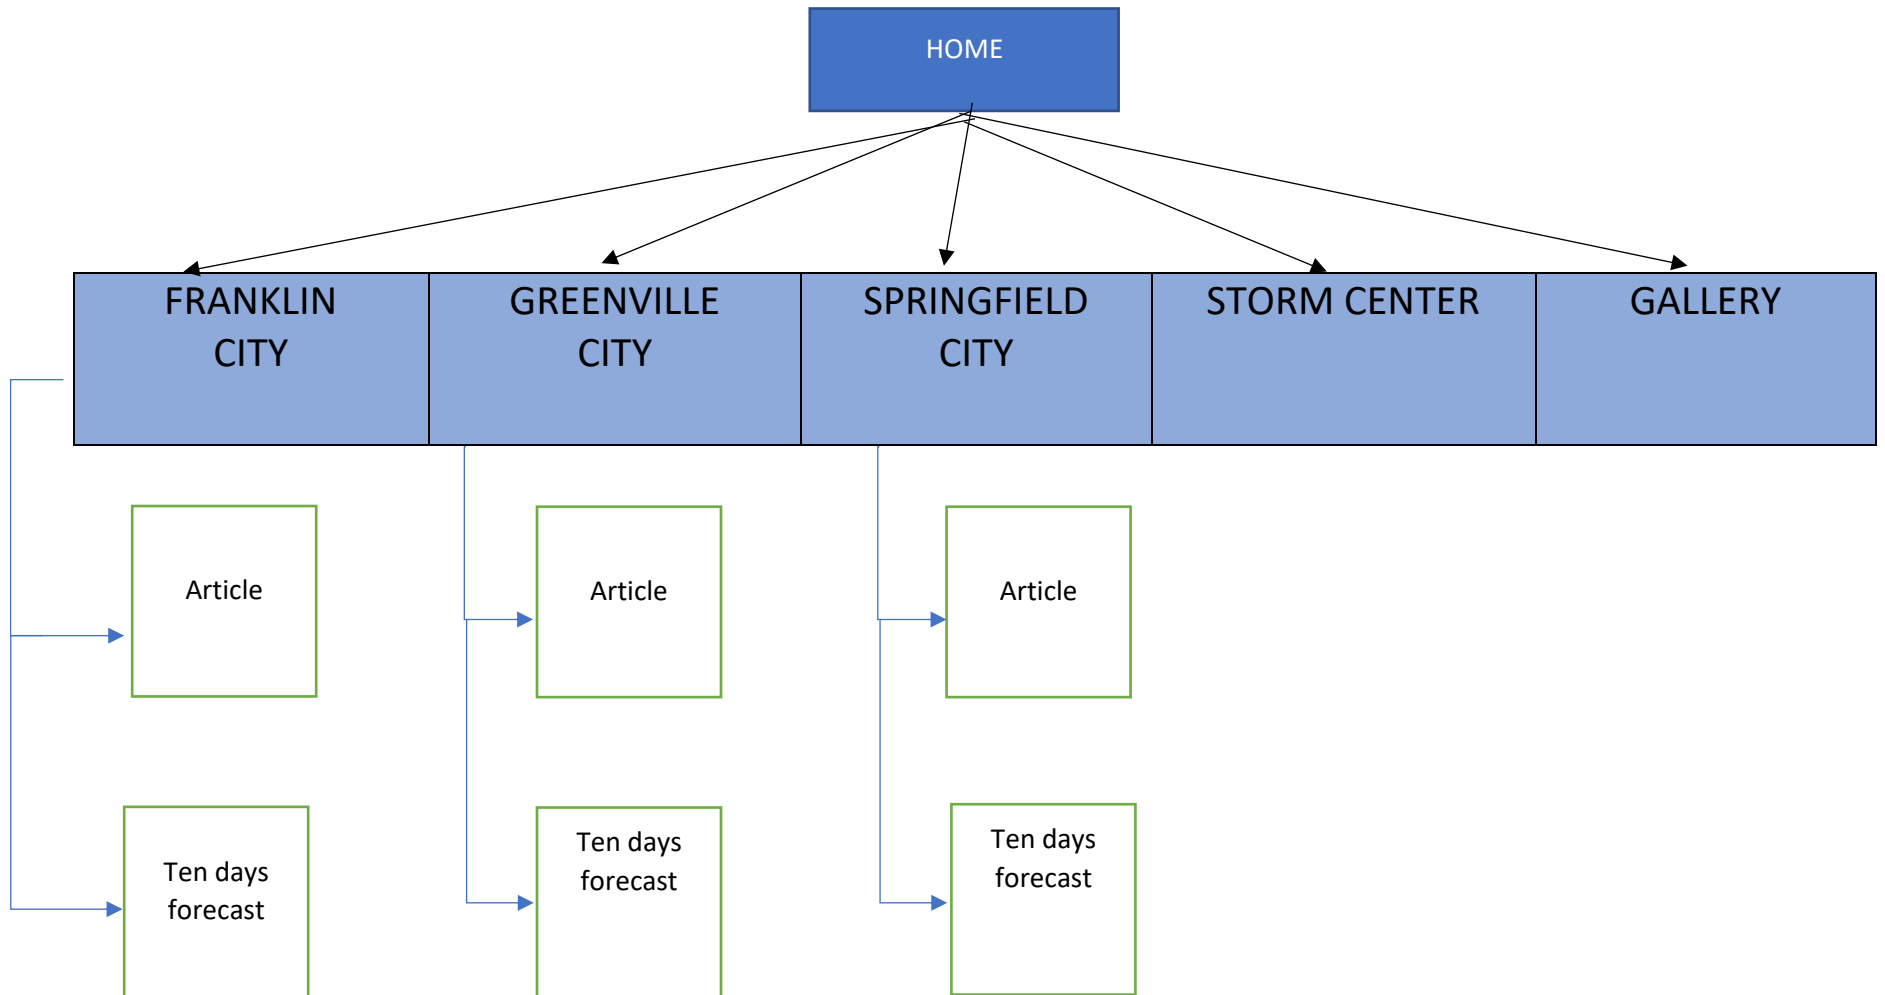 HOME
FRANKLIN
CITY
GREENVILLE
CITY
SPRINGFIELD
CITY
STORM CENTER
GALLERY
Article
Article
Article
Ten days
forecast
Ten days
forecast
Ten days
forecast